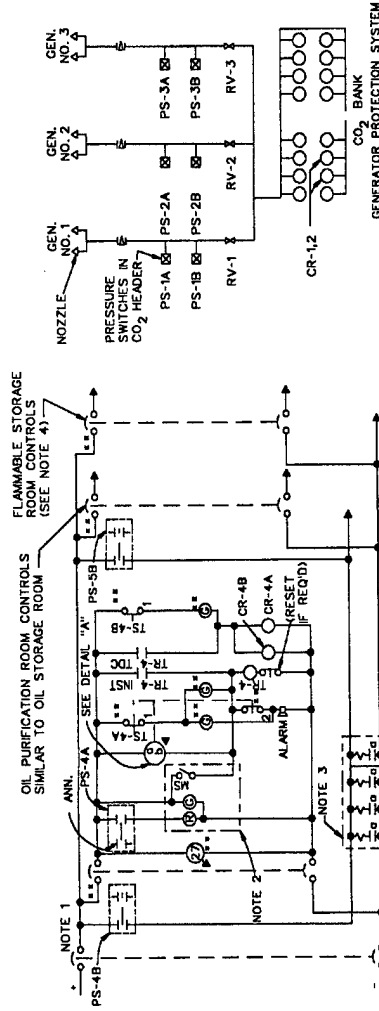 OIL PURIFICATION ROOM CONTROLS
SIMILAR TO OIL STORAGE ROOM
FLAMMABLE STORAGE
ROOM CONTROLS
(SEE NOTE 4)
NOTE 1
PS-4B
ANN.
PS-4A
SEE DETAIL "A"
PS-5B
**
**
**
**
**
**
27
**
R
G
MS
NOTE 2
TS-4A
1
G
G
2
ALARM
TR-4 INST
TR-4 TDC
TR-4
TS-4B
1
G
CR-4B
CR-4A
(RESET
IF REQ'D)
NOTE 3
+
-
GEN.
NO. 1
GEN.
NO. 2
GEN.
NO. 3
NOZZLE
PRESSURE
SWITCHES IN
CO2 HEADER
PS-1A
PS-1B
RV-1
PS-2A
PS-2B
RV-2
PS-3A
PS-3B
RV-3
CR-1,2
CO2 BANK
GENERATOR PROTECTION SYSTEM